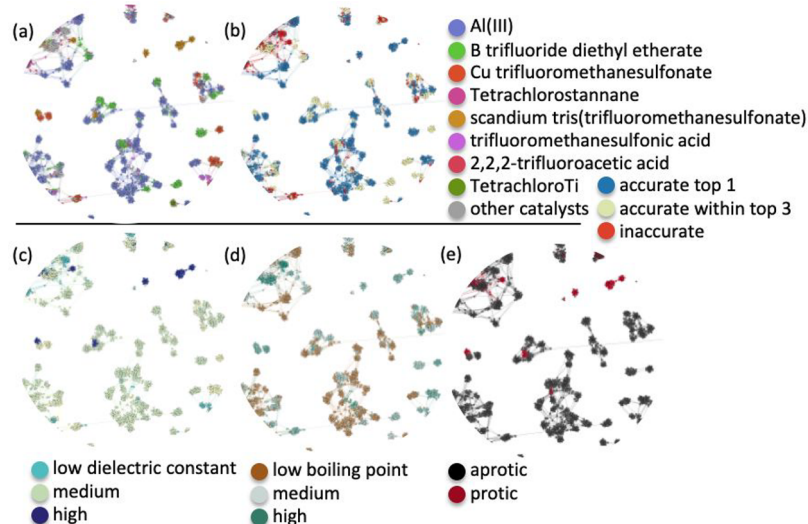 (a)
(b)
Al(III)
B trifluoride diethyl etherate
Cu trifluoromethanesulfonate
Tetrachlorostannane
scandium tris(trifluoromethanesulfonate)
trifluoromethanesulfonic acid
2,2,2-trifluoroacetic acid
TetrachloroTi
other catalysts
accurate top 1
accurate within top 3
inaccurate
(c)
(d)
(e)
low dielectric constant
medium
high
low boiling point
medium
high
aprotic
protic